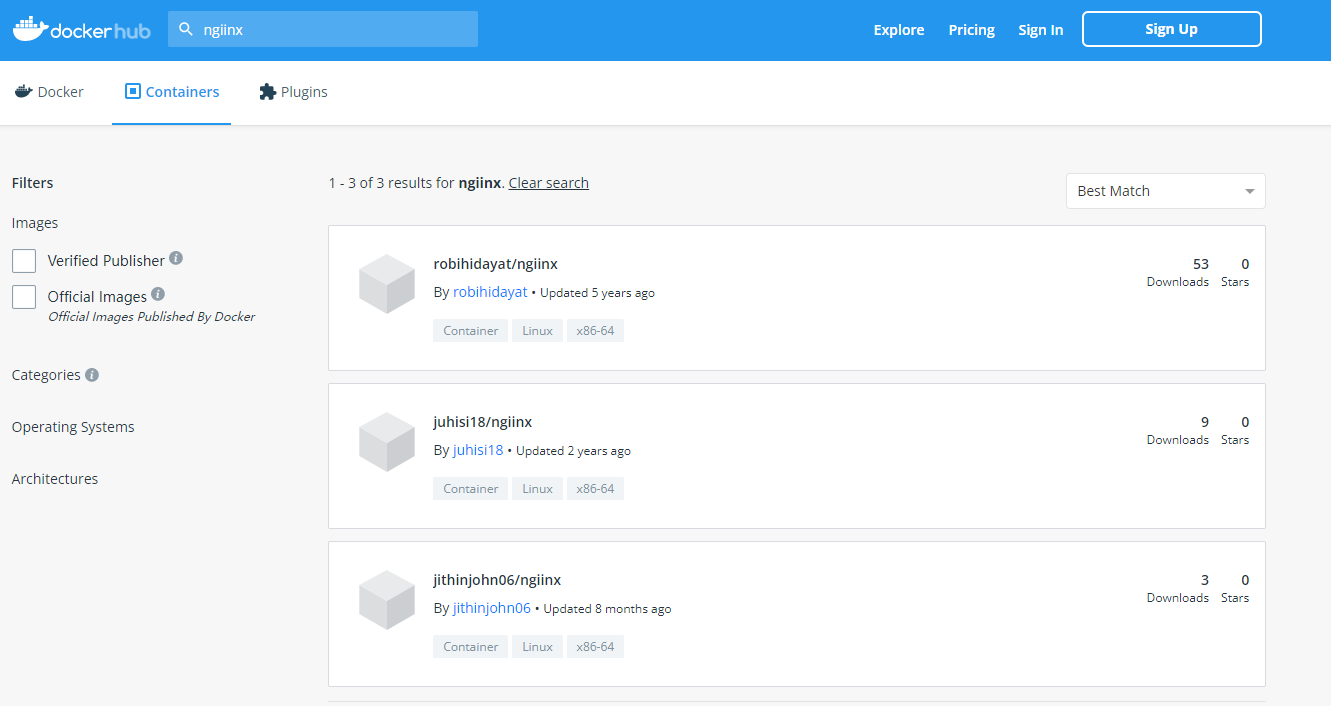 docker hub
ngiinx
Explore
Pricing
Sign In
Sign Up
Docker
Containers
Plugins
Filters
Images
Verified Publisher
Official Images
Official Images Published By Docker
Categories
Operating Systems
Architectures
1 - 3 of 3 results for ngiinx. Clear search
Best Match
robihidayat/ngiinx
By robihidayat • Updated 5 years ago
Container Linux x86-64
53 0
Downloads Stars
juhisi18/ngiinx
By juhisi18 • Updated 2 years ago
Container Linux x86-64
9 0
Downloads Stars
jithinjohn06/ngiinx
By jithinjohn06 • Updated 8 months ago
Container Linux x86-64
3 0
Downloads Stars